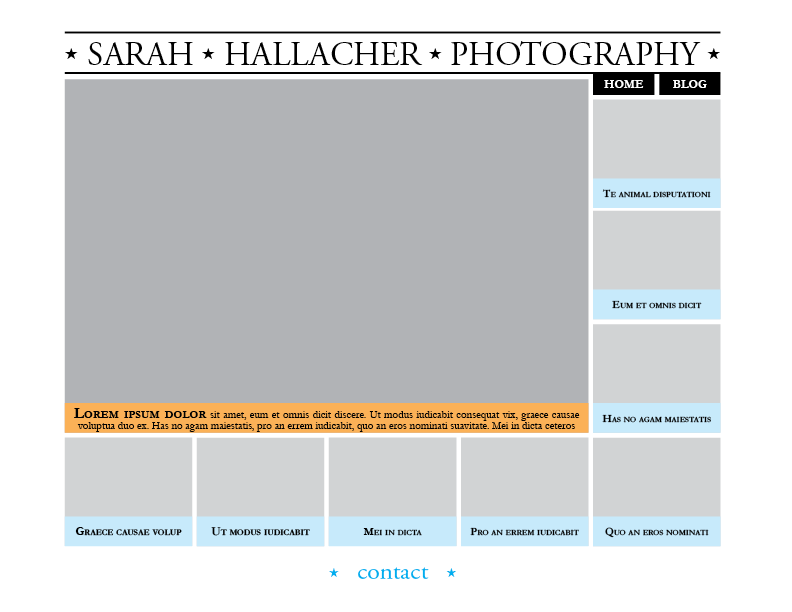 ★ SARAH ★ HALLACHER ★ PHOTOGRAPHY ★
HOME
BLOG
Te animal disputationi
Eum et omnis dicit
Has no agam maiestatis
Lorem ipsum dolor sit amet, eum et omnis dicit discere. Ut modus iudicabit consequat vix, graece causae
voluptua duo ex. Has no agam maiestatis, pro an errem iudicabit, quo an eros nominati suavitate. Mei in dicta ceteros
Graece causae volup
Ut modus iudicabit
Mei in dicta
Pro an errem iudicabit
Quo an eros nominati
★ contact ★